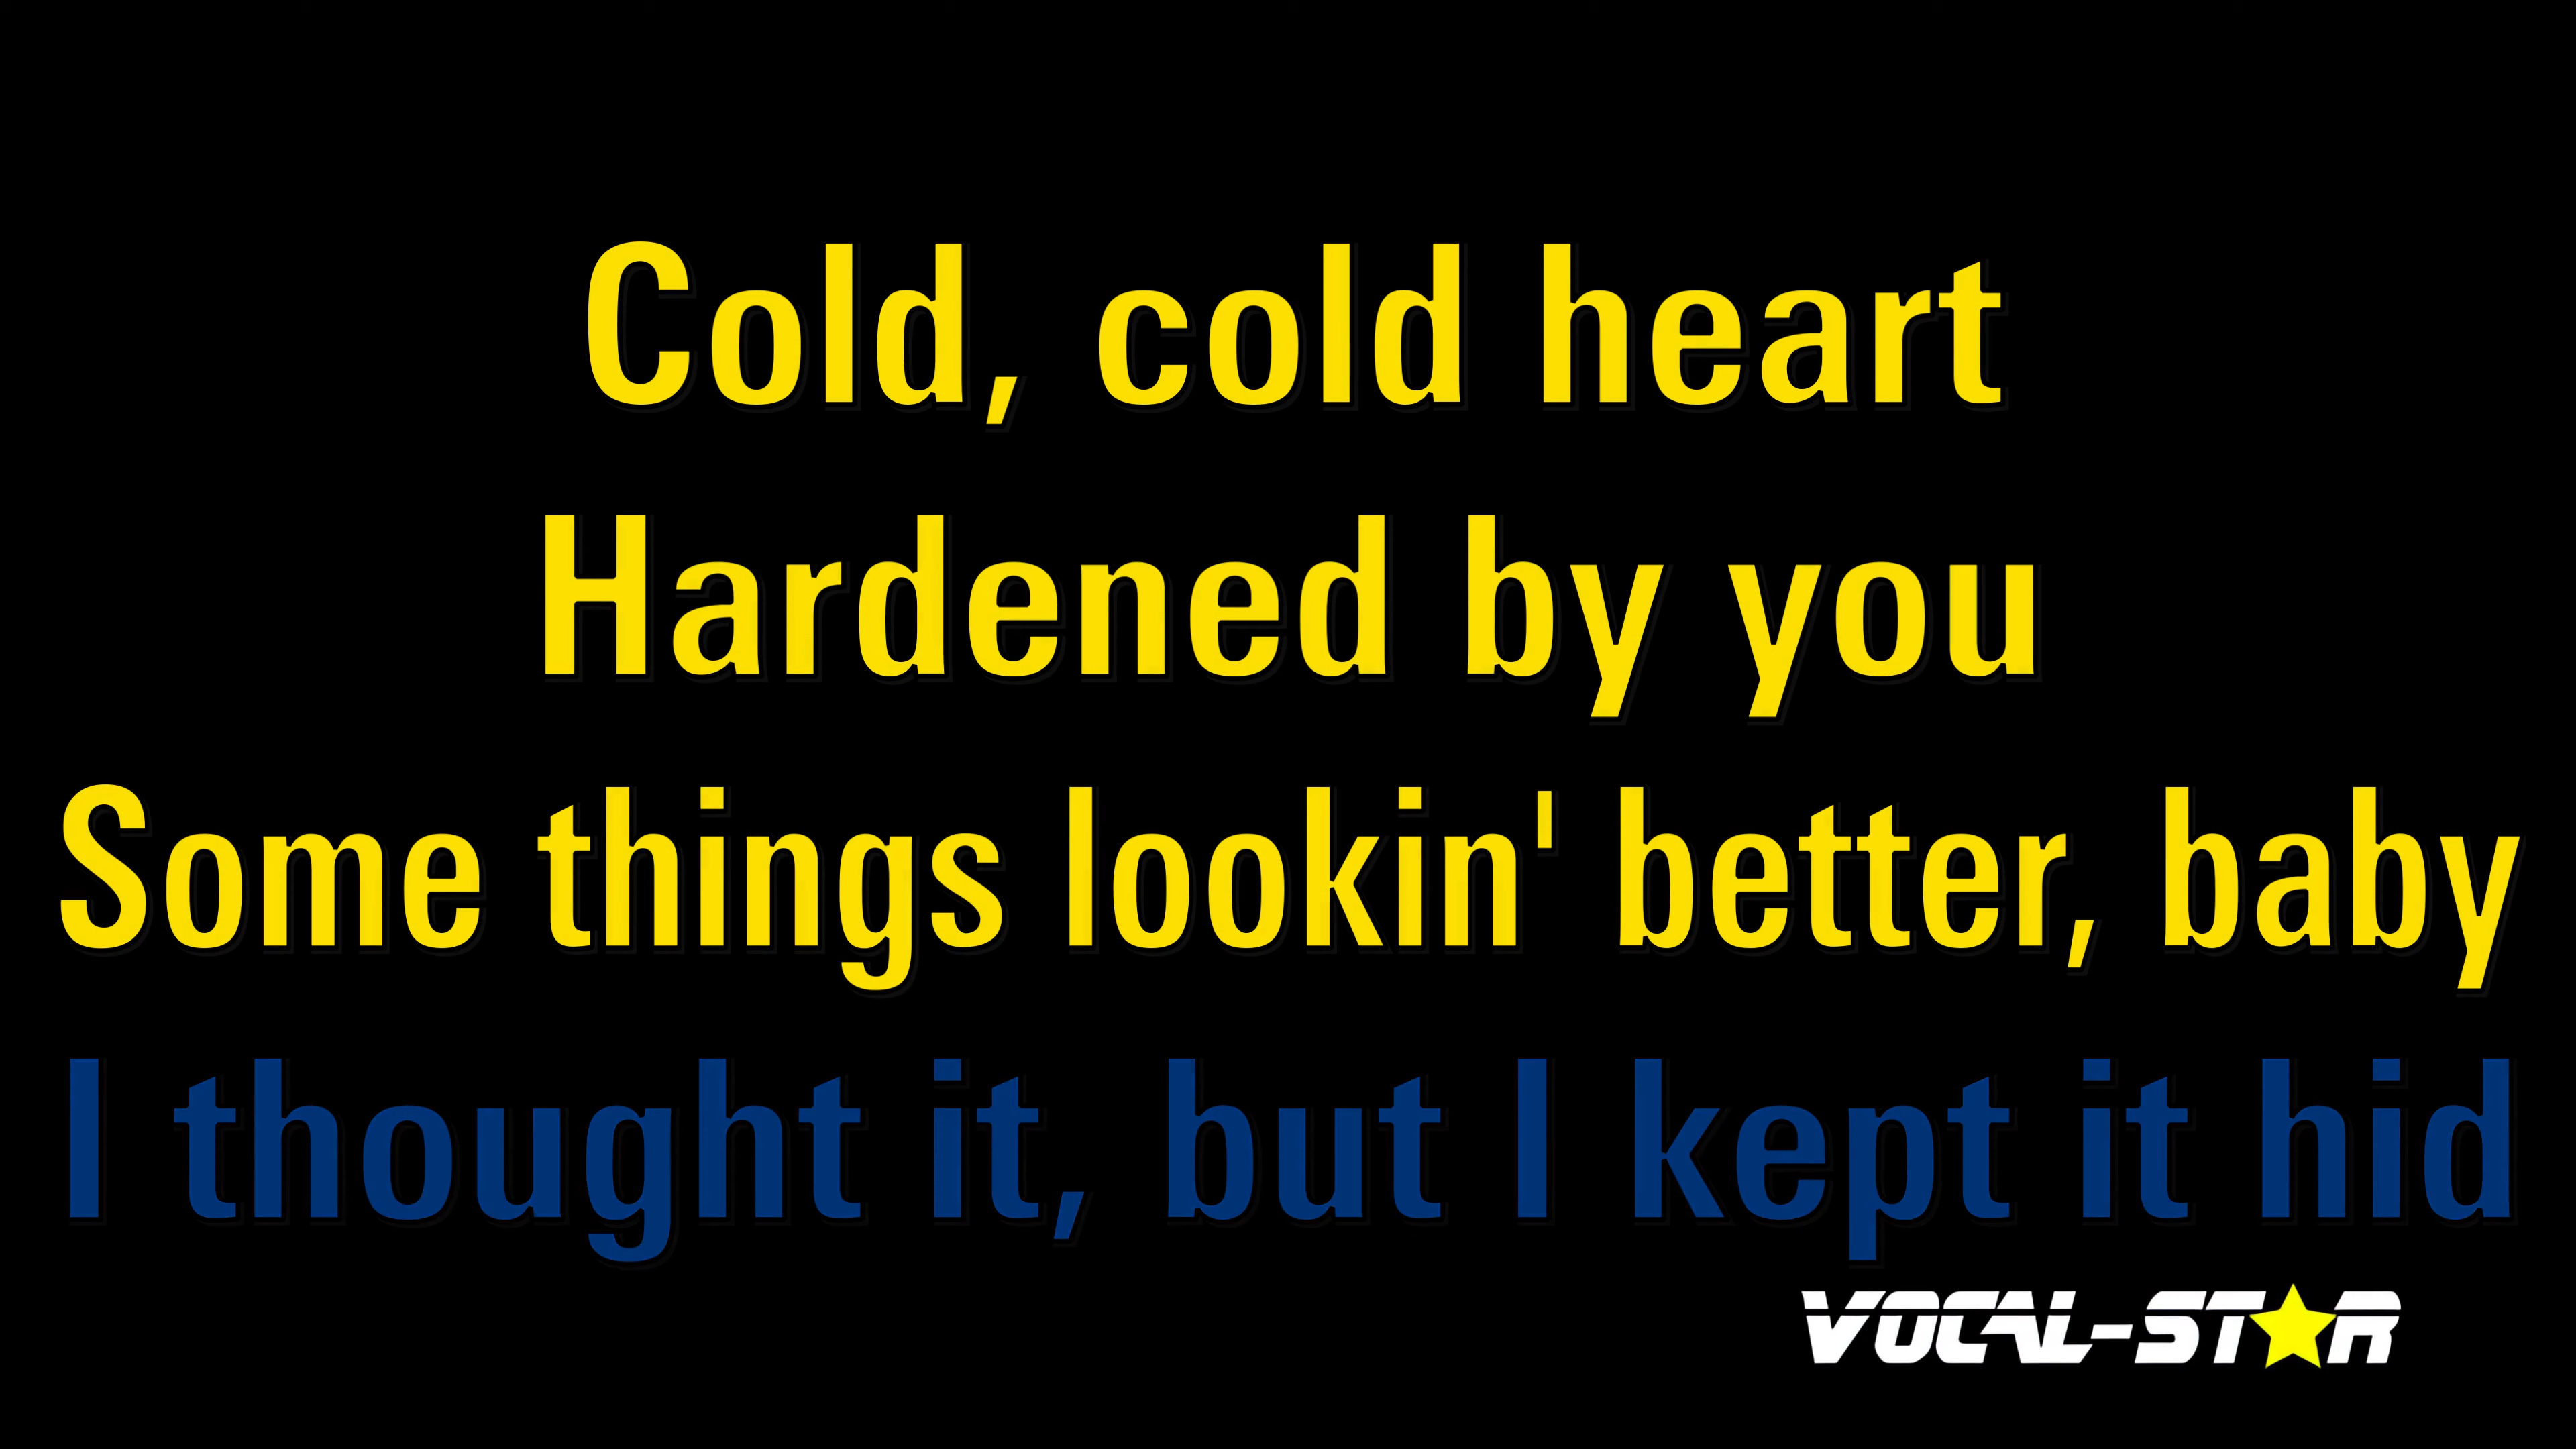 Cold, cold heart
Hardened by you
Some things lookin' better, baby
I thought it, but I kept it hid
VOCAL-STAR